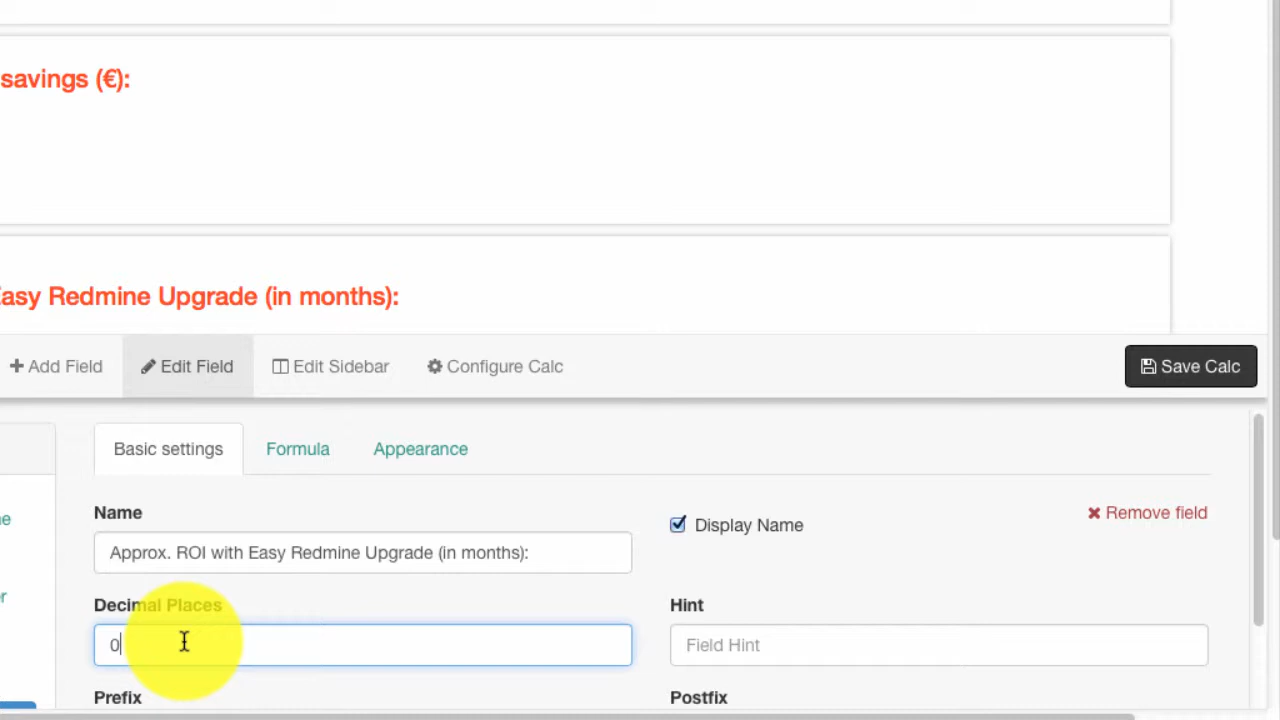 savings (€):
Easy Redmine Upgrade (in months):
Add Field
Edit Field
Edit Sidebar
Configure Calc
Save Calc
Basic settings
Formula
Appearance
Name
Display Name
Remove field
Approx. ROI with Easy Redmine Upgrade (in months):
Decimal Places
Hint
0
Field Hint
Prefix
Postfix